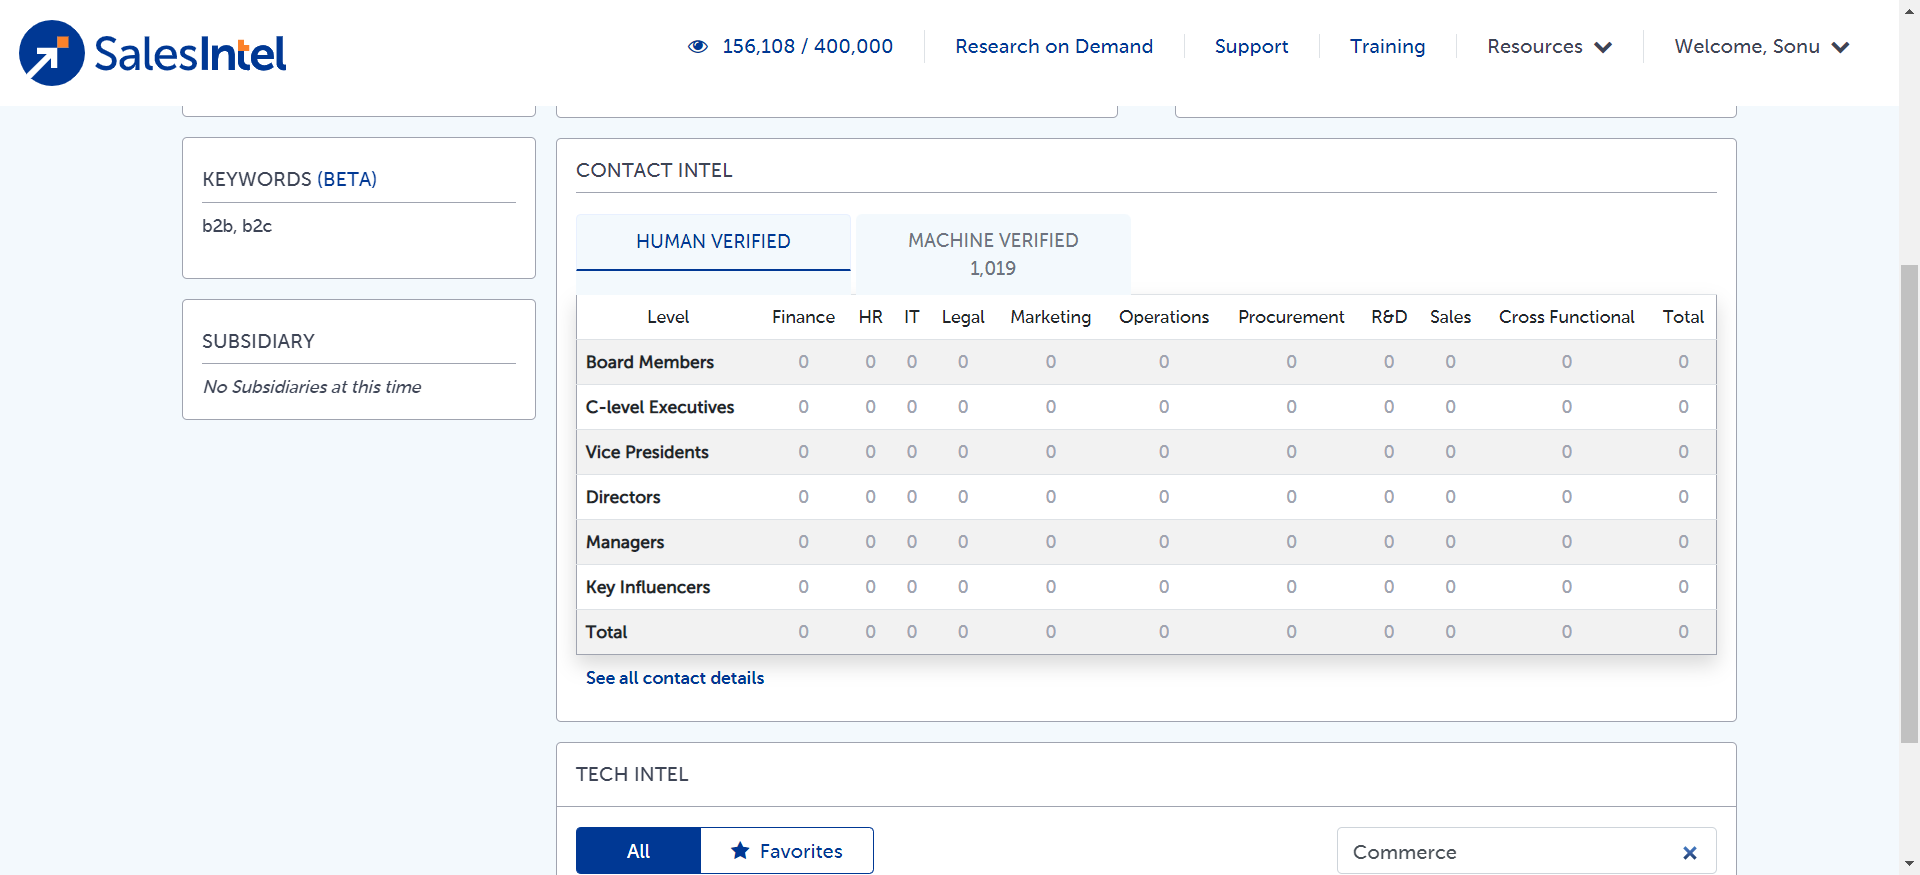 SalesIntel
156,108 / 400,000
Research on Demand
Support
Training
Resources
Welcome, Sonu
KEYWORDS (BETA)
b2b, b2c
SUBSIDIARY
No Subsidiaries at this time
CONTACT INTEL
HUMAN VERIFIED
MACHINE VERIFIED
1,019
Level Finance HR IT Legal Marketing Operations Procurement R&D Sales Cross Functional Total
Board Members 0 0 0 0 0 0 0 0 0 0 0
C-level Executives 0 0 0 0 0 0 0 0 0 0 0
Vice Presidents 0 0 0 0 0 0 0 0 0 0 0
Directors 0 0 0 0 0 0 0 0 0 0 0
Managers 0 0 0 0 0 0 0 0 0 0 0
Key Influencers 0 0 0 0 0 0 0 0 0 0 0
Total 0 0 0 0 0 0 0 0 0 0 0
See all contact details
TECH INTEL
All
Favorites
Commerce